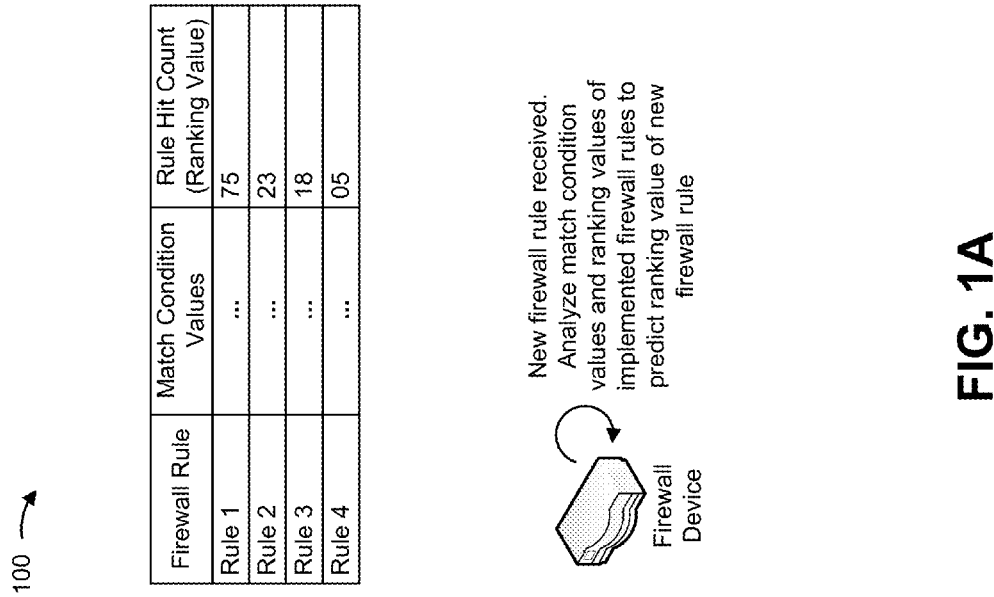 100
Firewall Rule
Match Condition
Values
Rule Hit Count
(Ranking Value)
Rule 1
...
75
Rule 2
...
23
Rule 3
...
18
Rule 4
...
05
New firewall rule received.
Analyze match condition
values and ranking values of
implemented firewall rules to
predict ranking value of new
firewall rule
Firewall
Device
FIG. 1A